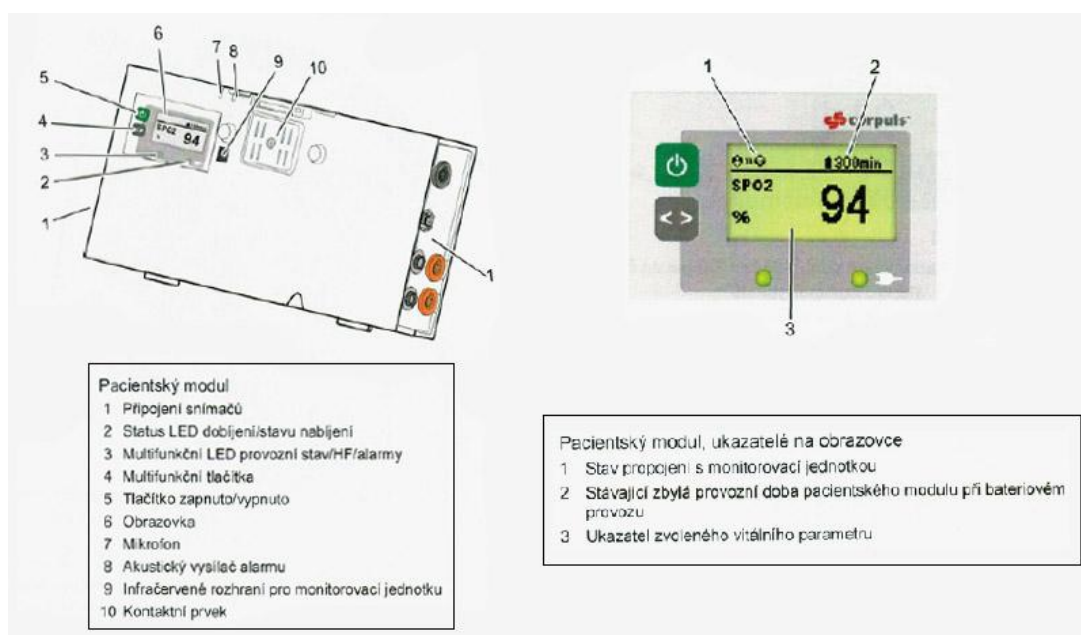 6
7
8
9
10
5
4
3
2
1
1
SPO2
94
%
1
2
corpuls
300min
SPO2
94
%
< >
3
Pacientský modul
1 Připojení snímačů
2 Status LED dobíjení/stavu nabíjení
3 Multifunkční LED provozní stav/HF/alarmy
4 Multifunkční tlačítka
5 Tlačítko zapnuto/vypnuto
6 Obrazovka
7 Mikrofon
8 Akustický vysílač alarmu
9 Infračervené rozhraní pro monitorovací jednotku
10 Kontaktní prvek
Pacientský modul, ukazatelé na obrazovce
1 Stav propojení s monitorovací jednotkou
2 Stávající zbylá provozní doba pacientského modulu při bateriovém
provozu
3 Ukazatel zvoleného vitálního parametru